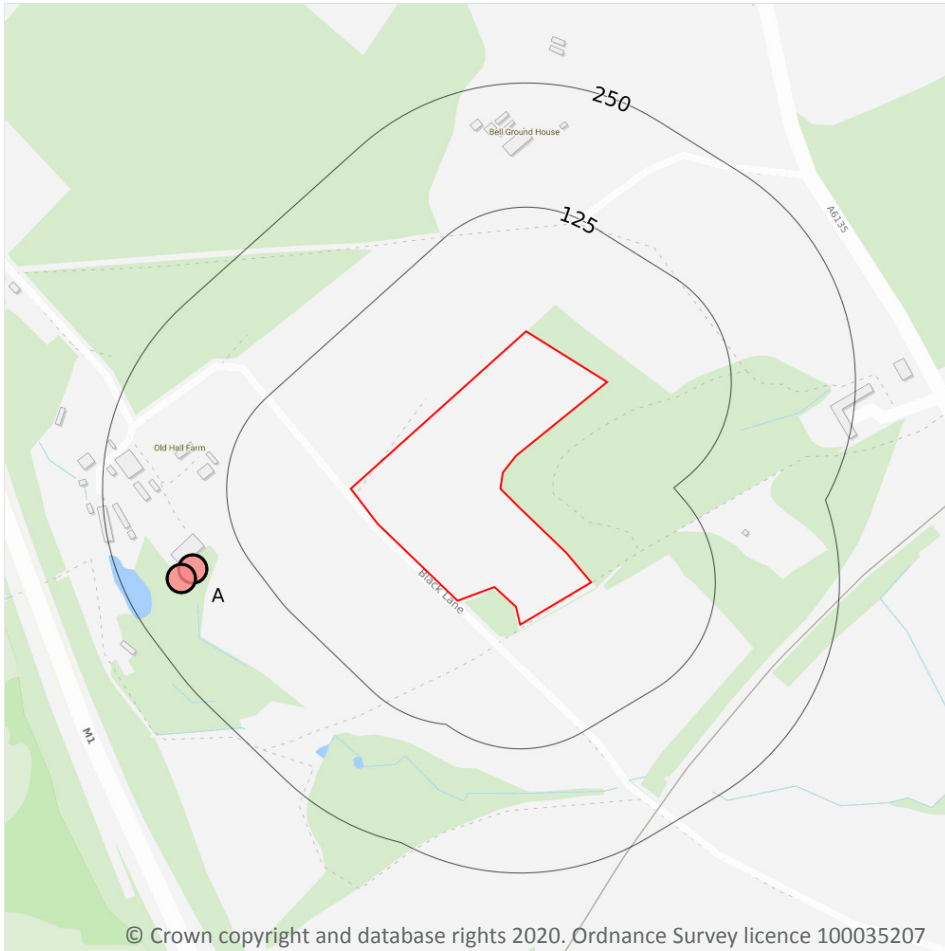 250
Bell Ground House
125
A6135
Old Hall Farm
Black Lane
A
M1
© Crown copyright and database rights 2020. Ordnance Survey licence 100035207